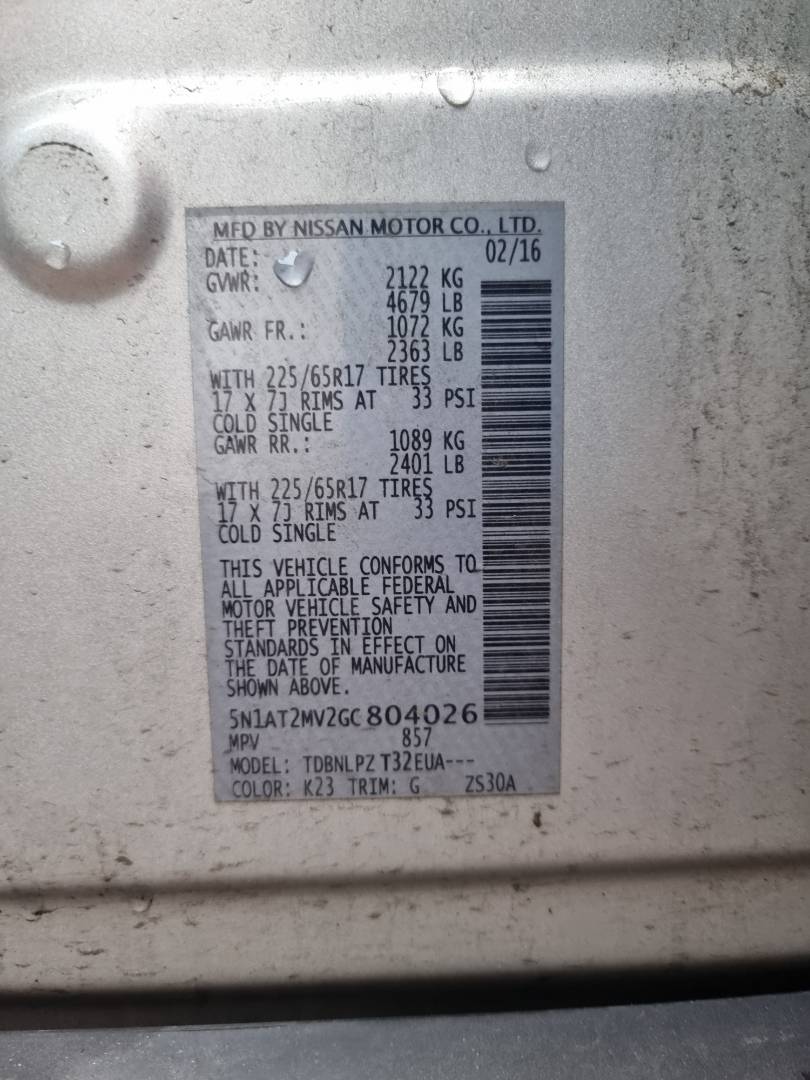 MFD BY NISSAN MOTOR CO., LTD.
DATE: 02/16
GVWR: 2122 KG
4679 LB
GAWR FR.: 1072 KG
2363 LB
WITH 225/65R17 TIRES
17 X 7J RIMS AT 33 PSI
COLD SINGLE
GAWR RR.: 1089 KG
2401 LB
WITH 225/65R17 TIRES
17 X 7J RIMS AT 33 PSI
COLD SINGLE
THIS VEHICLE CONFORMS TO
ALL APPLICABLE FEDERAL
MOTOR VEHICLE SAFETY AND
THEFT PREVENTION
STANDARDS IN EFFECT ON
THE DATE OF MANUFACTURE
SHOWN ABOVE.
5N1AT2MV2GC804026
MPV 857
MODEL: TDBNLPZ T32EUA---
COLOR: K23 TRIM: G ZS30A